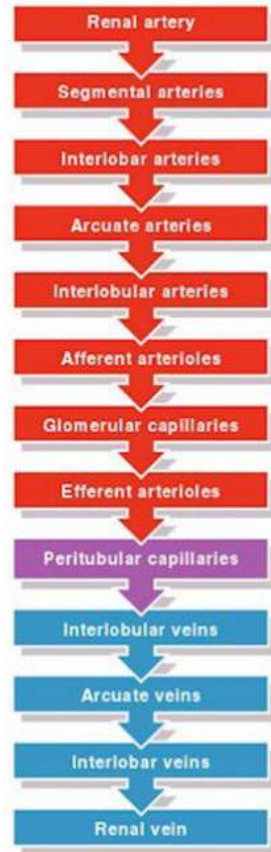 Renal artery
Segmental arteries
Interlobar arteries
Arcuate arteries
Interlobular arteries
Afferent arterioles
Glomerular capillaries
Efferent arterioles
Peritubular capillaries
Interlobular veins
Arcuate veins
Interlobar veins
Renal vein